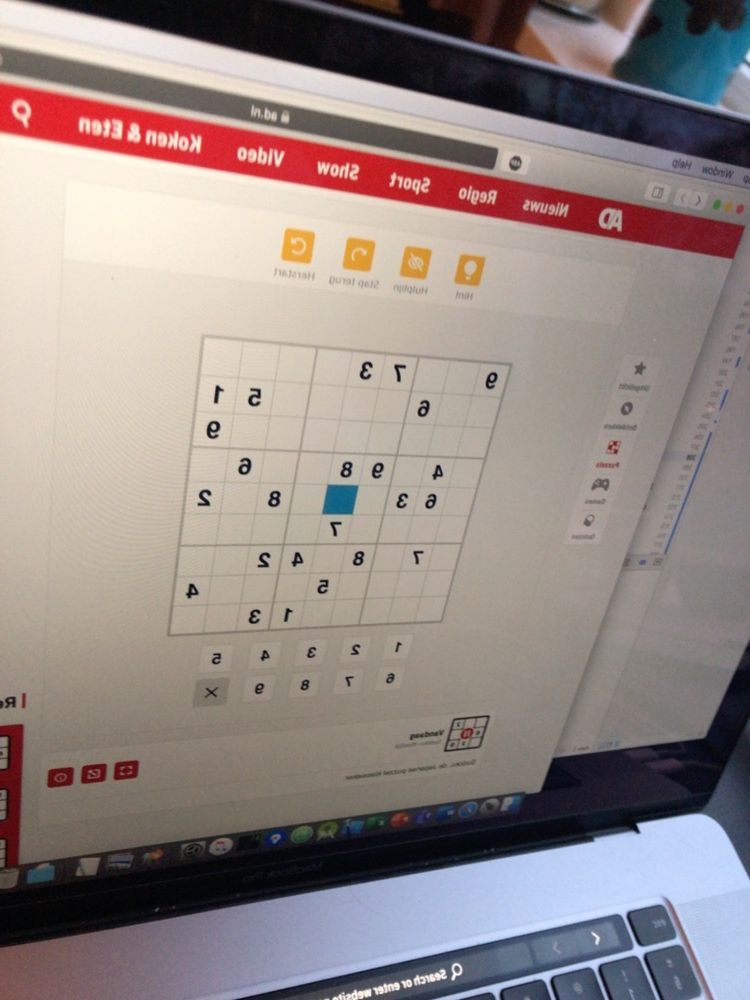 Window Help
ad.nl
AD Nieuws Regio Sport Show Video Koken & Eten
Hint Hulplijn Stap terug Herstart
Uitgelicht
Ontdekken
Puzzels
Games
Quizzen
9 7 3
6 5 1
9
4 9 8 6
6 3 8 2
7
7 8 4 2
5 4
1 3
1 2 3 4 5
6 7 8 9 X
Vandaag
Sudoku, de Japanse puzzel klassieker.
Re
MacBook Pro
esc
Search or enter website